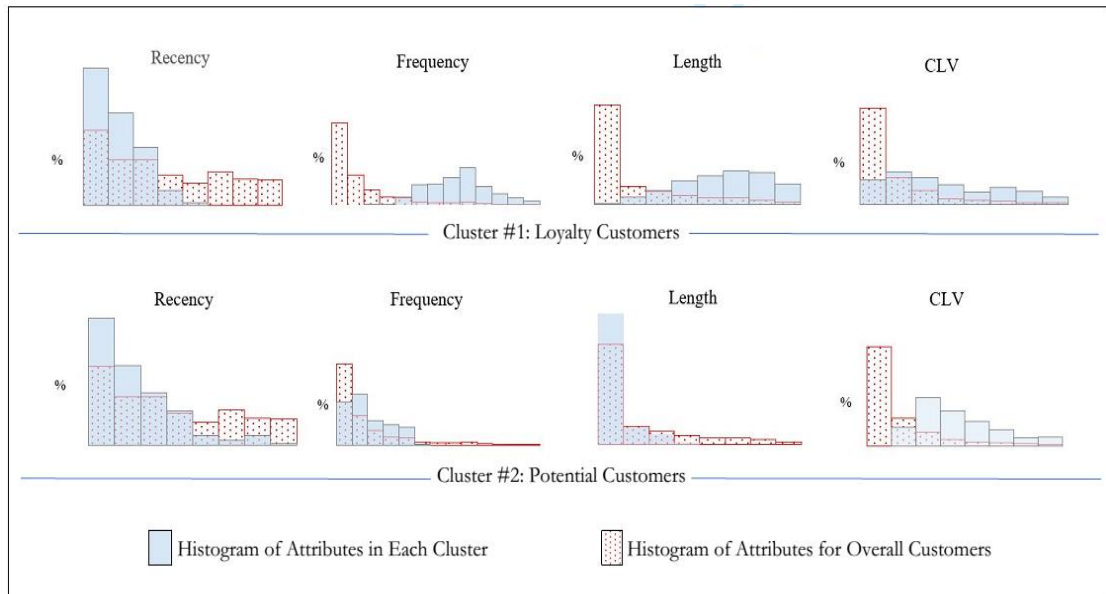 Recency Frequency Length CLV
% % % %
Cluster #1: Loyalty Customers
Recency Frequency Length CLV
% % % %
Cluster #2: Potential Customers
Histogram of Attributes in Each Cluster Histogram of Attributes for Overall Customers